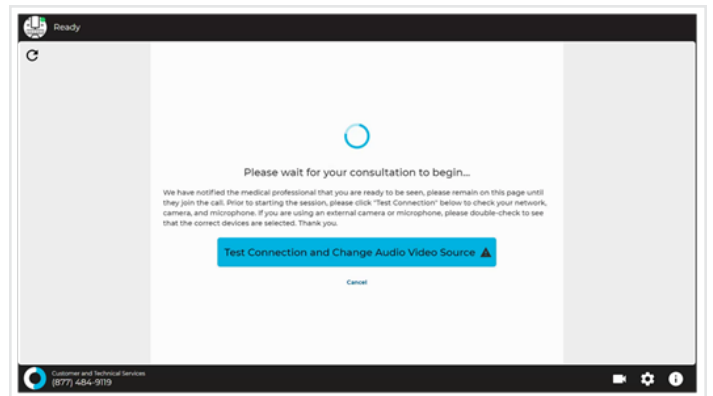 Ready
Please wait for your consultation to begin...
We have notified the medical professional that you are ready to be seen, please remain on this page until
they join the call. Prior to starting the session, please click "Test Connection" below to check your network,
camera, and microphone. If you are using an external camera or microphone, please double-check to see
that the correct devices are selected. Thank you.
Test Connection and Change Audio Video Source
Cancel
Customer and Technical Services
(877) 484-9119